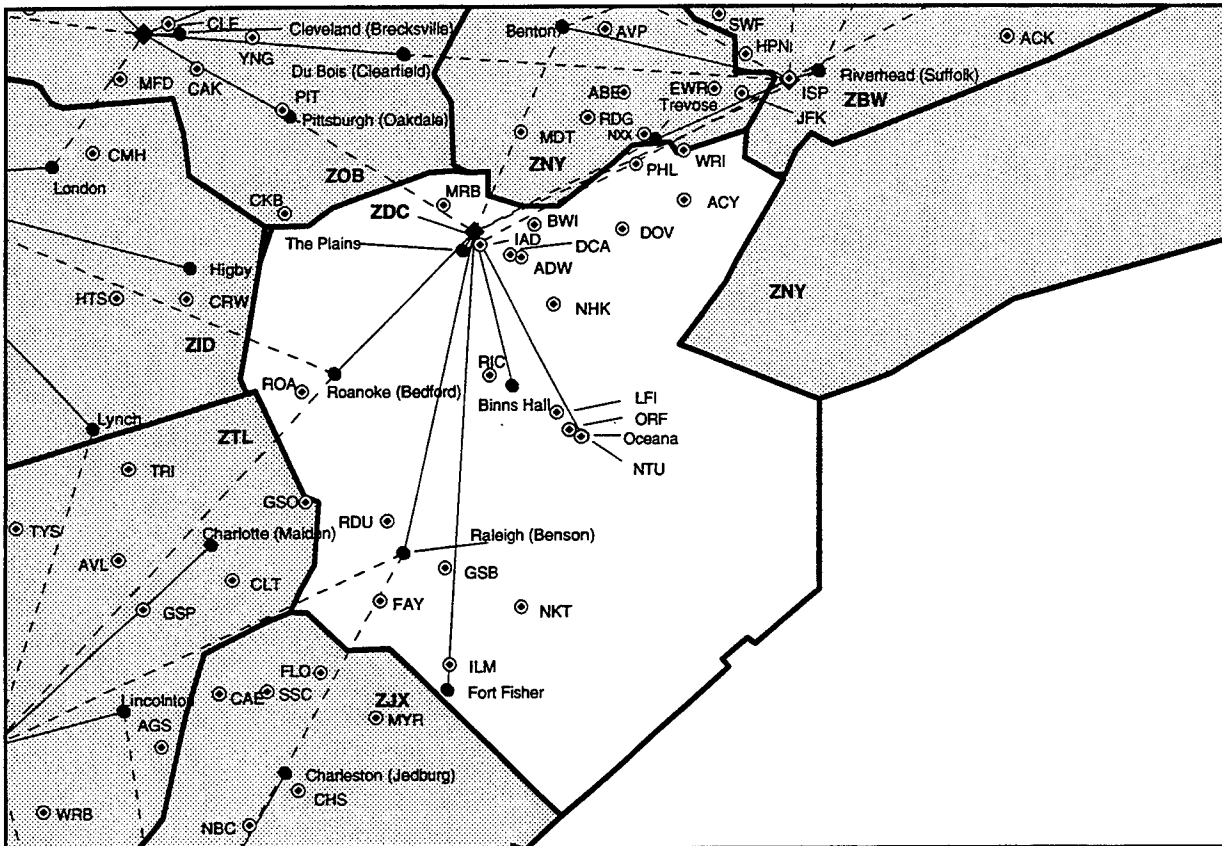 CLE
Cleveland (Brecksville)
YNG
Du Bois (Clearfield)
MFD
CAK
PIT
Pittsburgh (Oakdale)
CMH
London
CKB
ZOB
Benton
AVP
SWF
HPN
ACK
Riverhead (Suffolk)
ISP
ZBW
ABE
EWR
Trevose
JFK
RDG
NXX
MDT
ZNY
PHL
WRI
MRB
ZDC
ACY
BWI
DOV
The Plains
IAD
DCA
ADW
Higby
HTS
CRW
ZID
NHK
ZNY
ROA
Roanoke (Bedford)
RIC
Binns Hall
LFI
ORF
Oceana
NTU
Lynch
ZTL
TRI
GSO
TYS
Charlotte (Maiden)
RDU
Raleigh (Benson)
AVL
CLT
GSB
GSP
FAY
NKT
ILM
Fort Fisher
FLO
CAE
SSC
ZJX
MYR
Lincolnton
AGS
Charleston (Jedburg)
CHS
WRB
NBC